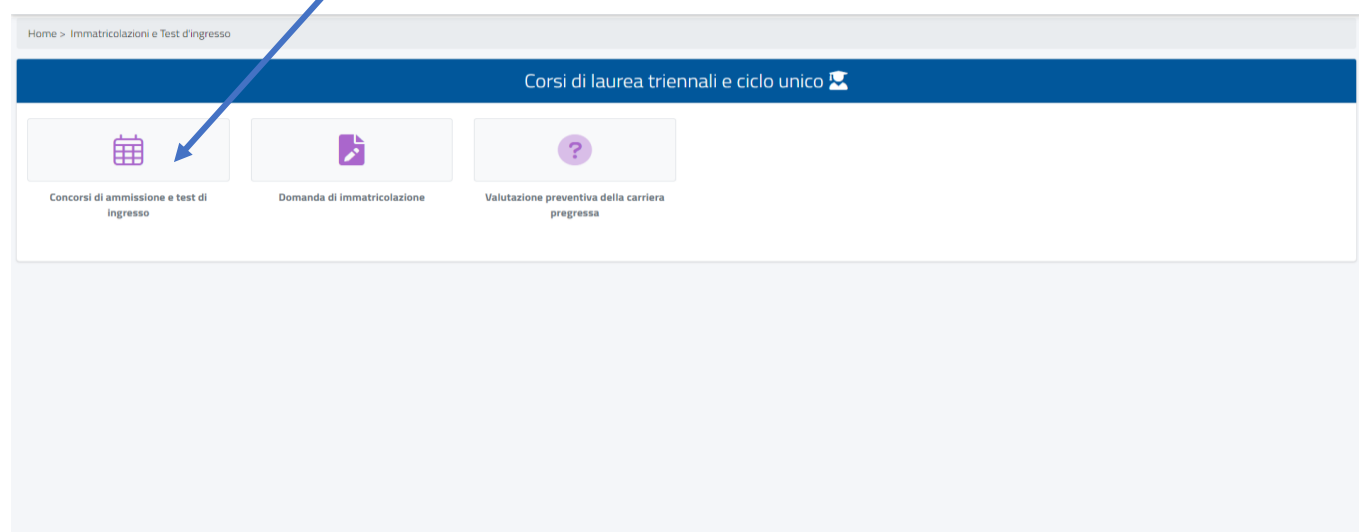 Home > Immatricolazioni e Test d'ingresso
Corsi di laurea triennali e ciclo unico
Concorsi di ammissione e test di
ingresso
Domanda di immatricolazione
Valutazione preventiva della carriera
pregressa